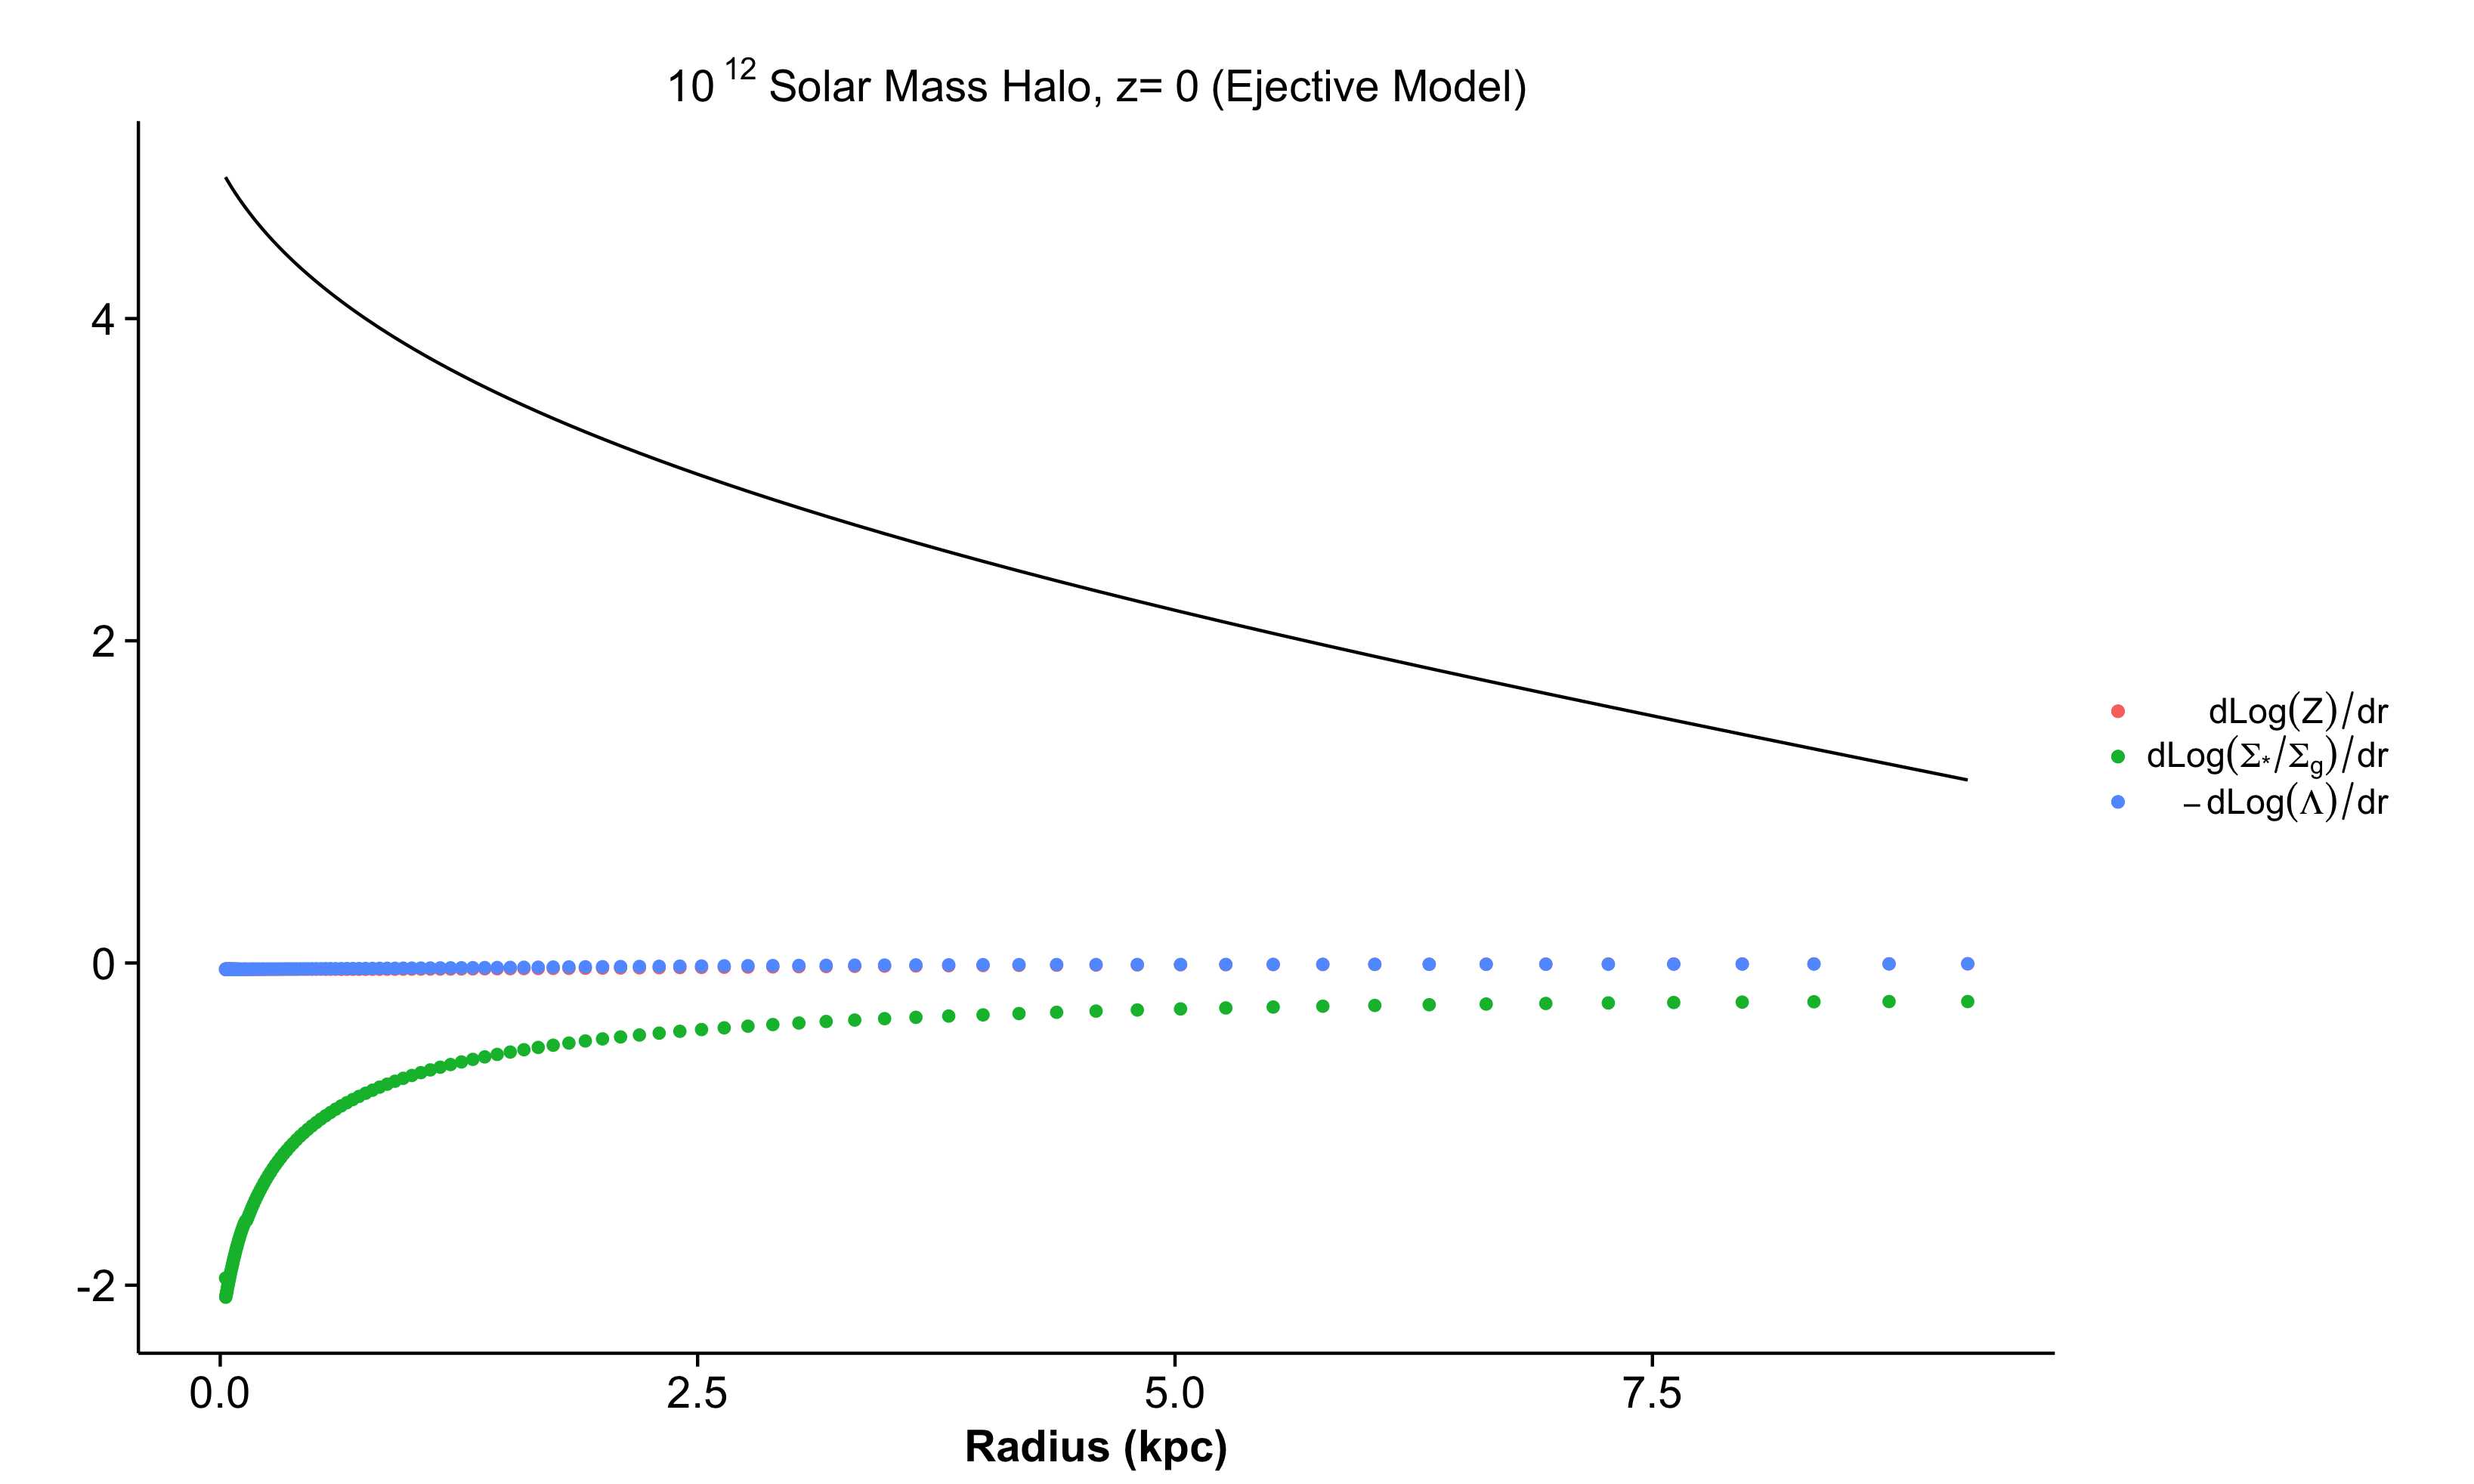 10 12 Solar Mass Halo, z= 0 (Ejective Model)
4
2
0
-2
0.0 2.5 5.0 7.5
Radius (kpc)
dLog(Z)/dr
dLog(Σ*/Σg)/dr
– dLog(Λ)/dr